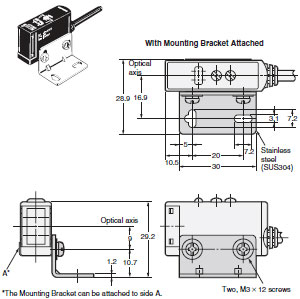 With Mounting Bracket Attached
Optical
axis
28.9
16.9
3.1
7.2
5
7.2
10.5
20
30
Stainless
steel
(SUS304)
Optical axis
9
29.2
1.2
10.7
A*
Two, M3 × 12 screws
*The Mounting Bracket can be attached to side A.